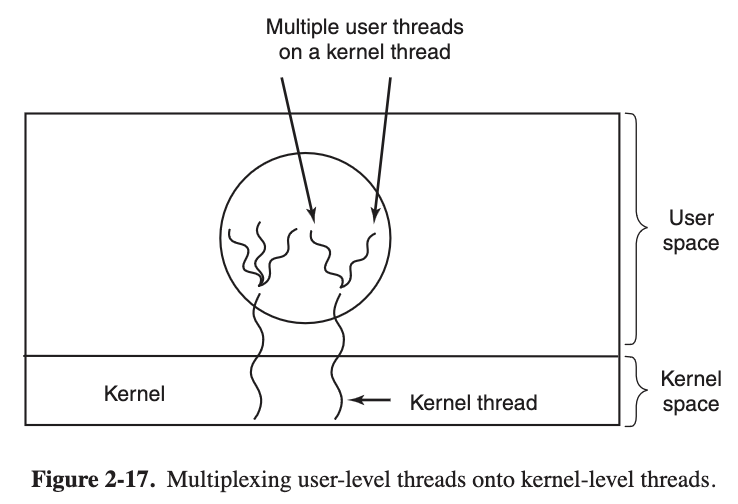 Multiple user threads
on a kernel thread
User
space
Kernel
Kernel thread
Kernel
space
Figure 2-17. Multiplexing user-level threads onto kernel-level threads.